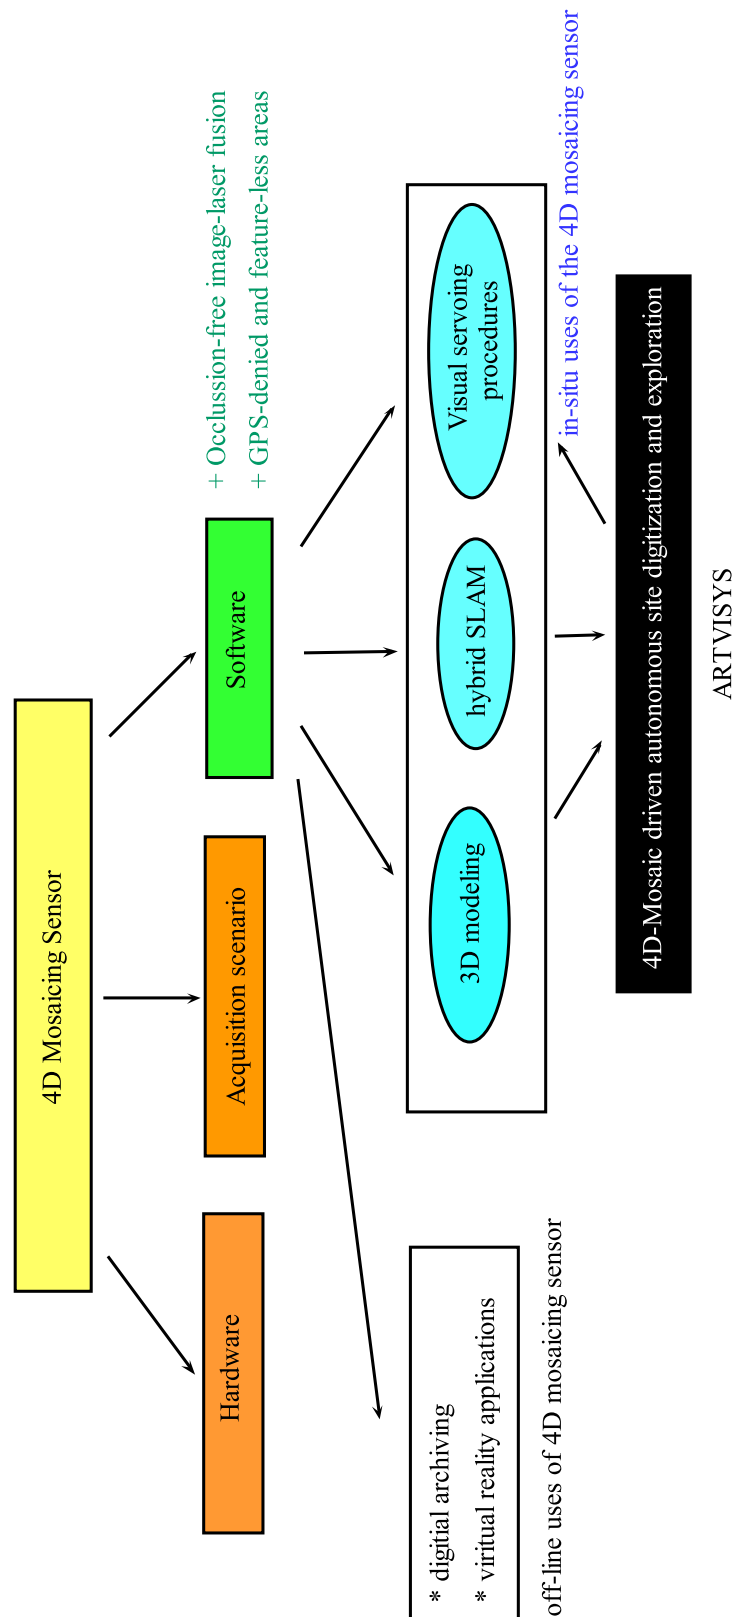 4D Mosaicing Sensor
Hardware
Acquisition scenario
Software
+ Occlussion-free image-laser fusion
+ GPS-denied and feature-less areas
* digitial archiving
*viritual reality applications
off-line uses of 4D mosaicing sensor
3D modeling
hybrid SLAM
Visual servoing
procedures
in-situ uses of the 4D mosaicing sensor
4D-Mosaic driven autonomous site digitization and exploration
ARTVISYS